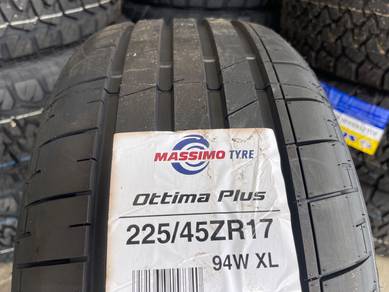 MASSIMO TYRE
Ottima Plus
225/45ZR17
94W XL